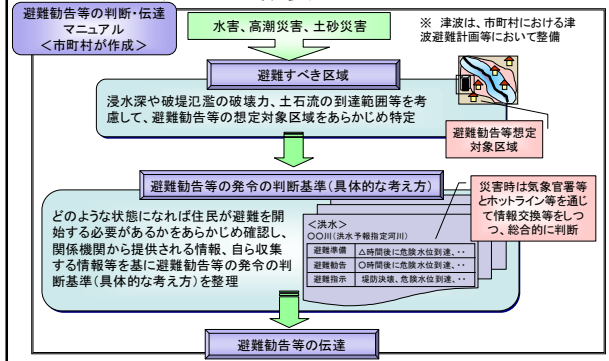 避難勧告等の判断・伝達
マニュアル
＜市町村が作成＞
水害、高潮災害、土砂災害
※ 津波は、市町村における津
波避難計画等において整備
避難すべき区域
浸水深や破堤氾濫の破壊力、土石流の到達範囲等を考
慮して、避難勧告等の想定対象区域をあらかじめ特定
避難勧告等想定
対象区域
避難勧告等の発令の判断基準（具体的な考え方）
どのような状態になれば住民が避難を開
始する必要があるかをあらかじめ確認し、
関係機関から提供される情報、自ら収集
する情報等を基に避難勧告等の発令の判
断基準（具体的な考え方）を整理
災害時は気象官署等
とホットライン等を通
じて情報交換等をしつ
つ、総合的に判断
＜洪水＞
○○川（洪水予報指定河川）
避難準備 △時間後に危険水位到達、・・
避難勧告 ○時間後に危険水位到達、・・
避難指示 堤防決壊、危険水位到達、・・
避難勧告等の伝達